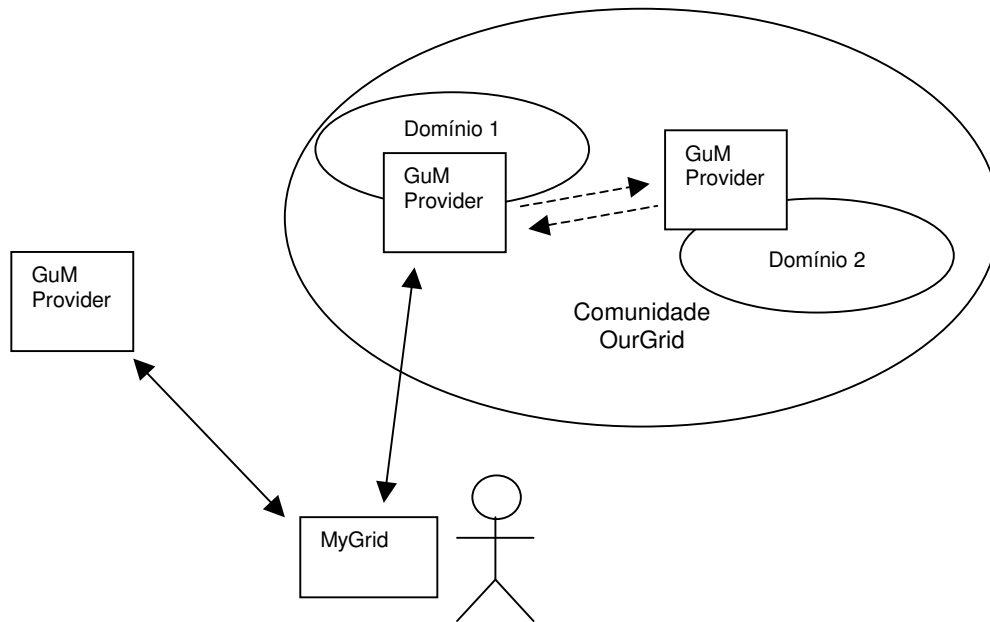 Domínio 1
GuM
Provider
GuM
Provider
Domínio 2
Comunidade
OurGrid
GuM
Provider
MyGrid